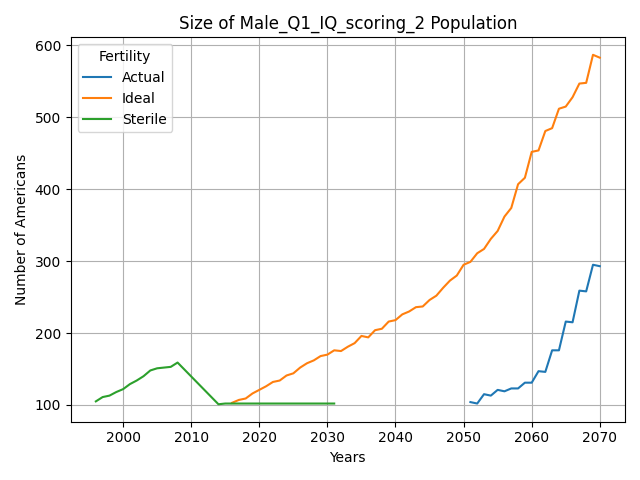 Size of Male_Q1_IQ_scoring_2 Population
Fertility
Actual
Ideal
Sterile
Number of Americans
600
500
400
300
200
100
2000 2010 2020 2030 2040 2050 2060 2070
Years